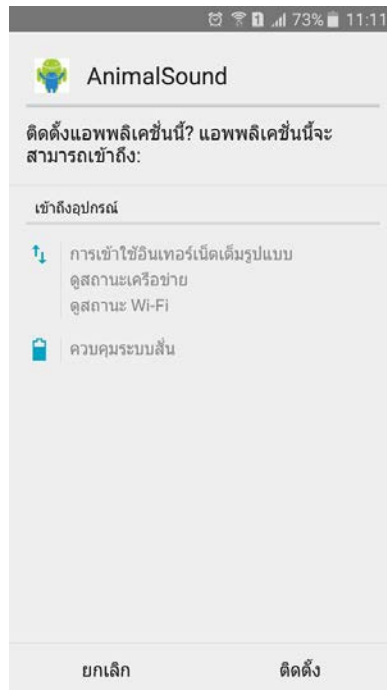 1 73% 11:11
AnimalSound
ติดตั้งแอพพลิเคชั่นนี้? แอพพลิเคชั่นนี้จะ
สามารถเข้าถึง:
เข้าถึงอุปกรณ์
การเข้าใช้อินเทอร์เน็ตเต็มรูปแบบ
ดูสถานะเครือข่าย
ดูสถานะ Wi-Fi
ควบคุมระบบสั่น
ยกเลิก ติดตั้ง